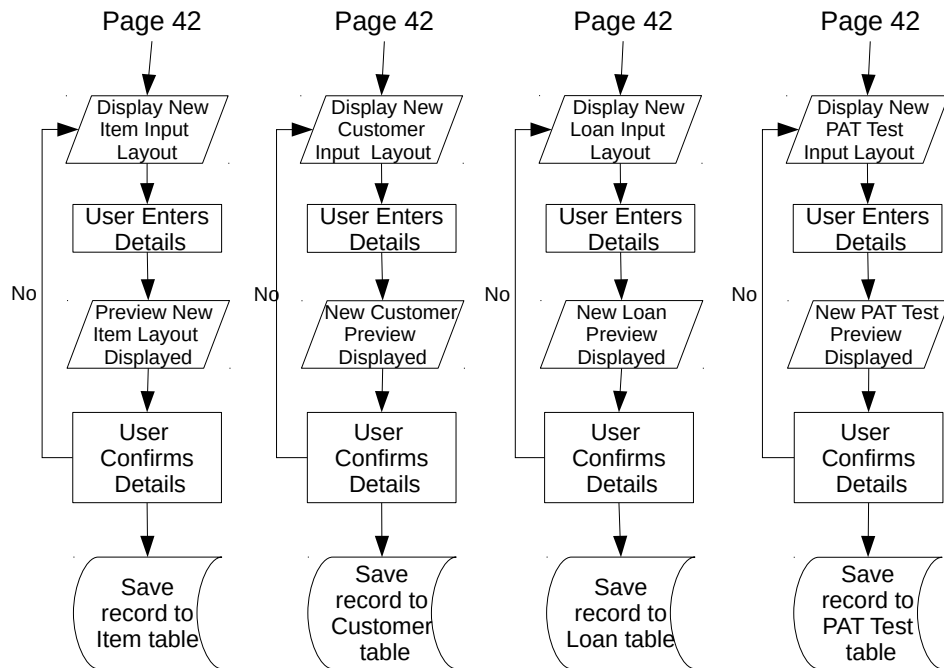 Page 42
Display New
Item Input
Layout
User Enters
Details
No
Preview New
Item Layout
Displayed
User
Confirms
Details
Save
record to
Item table
Page 42
Display New
Customer
Input Layout
User Enters
Details
No
New Customer
Preview
Displayed
User
Confirms
Details
Save
record to
Customer
table
Page 42
Display New
Loan Input
Layout
User Enters
Details
No
New Loan
Preview
Displayed
User
Confirms
Details
Save
record to
Loan table
Page 42
Display New
PAT Test
Input Layout
User Enters
Details
No
New PAT Test
Preview
Displayed
User
Confirms
Details
Save
record to
PAT Test
table